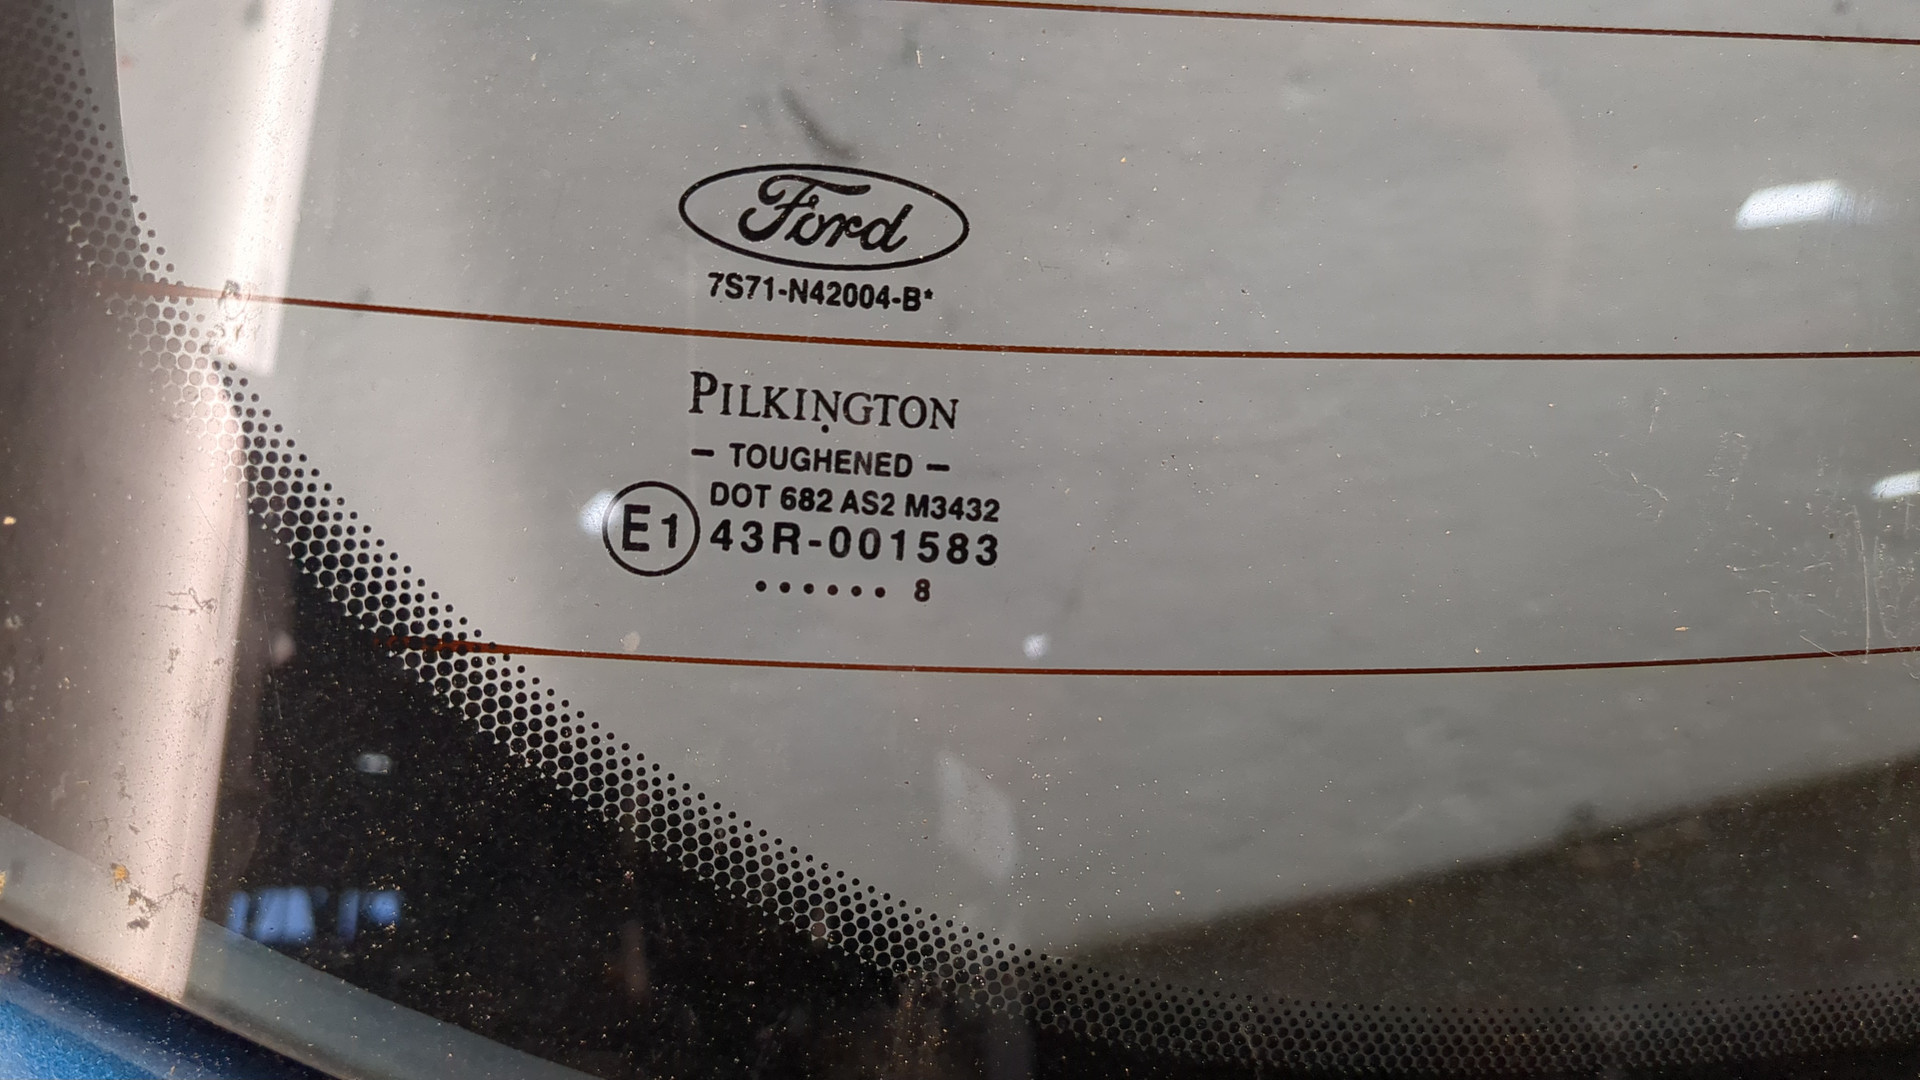 Ford
7S71-N42004-B*
PILKINGTON
- TOUGHENED -
DOT 682 AS2 M3432
E1 43R-001583
...... 8